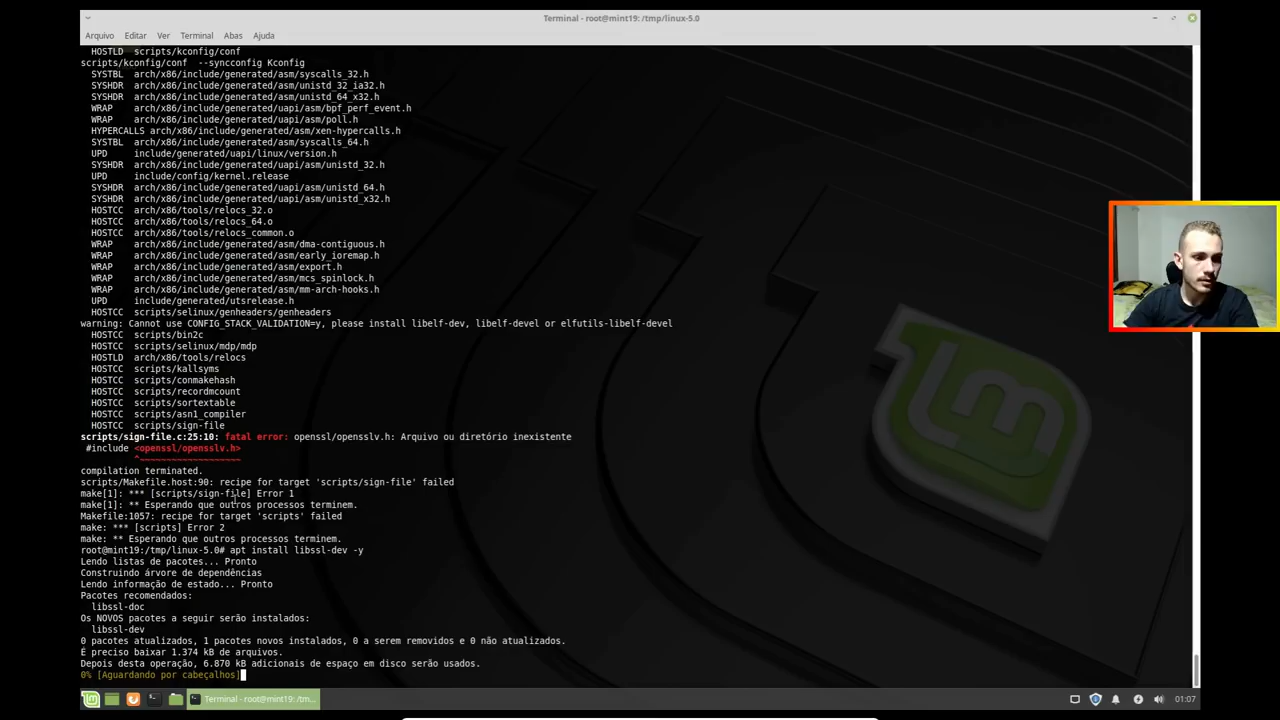 Terminal - root@mint19: /tmp/linux-5.0
Arquivo Editar Ver Terminal Abas Ajuda
HOSTLD scripts/kconfig/conf
scripts/kconfig/conf --syncconfig Kconfig
SYSTBL arch/x86/include/generated/asm/syscalls_32.h
SYSHDR arch/x86/include/generated/asm/unistd_32_ia32.h
SYSHDR arch/x86/include/generated/asm/unistd_64_x32.h
WRAP arch/x86/include/generated/uapi/asm/bpf_perf_event.h
WRAP arch/x86/include/generated/uapi/asm/poll.h
HYPERCALLS arch/x86/include/generated/asm/xen-hypercalls.h
SYSTBL arch/x86/include/generated/asm/syscalls_64.h
UPD include/generated/uapi/linux/version.h
SYSHDR arch/x86/include/generated/uapi/asm/unistd_32.h
UPD include/config/kernel.release
SYSHDR arch/x86/include/generated/uapi/asm/unistd_64.h
SYSHDR arch/x86/include/generated/uapi/asm/unistd_x32.h
HOSTCC arch/x86/tools/relocs_32.o
HOSTCC arch/x86/tools/relocs_64.o
HOSTCC arch/x86/tools/relocs_common.o
WRAP arch/x86/include/generated/asm/dma-contiguous.h
WRAP arch/x86/include/generated/asm/early_ioremap.h
WRAP arch/x86/include/generated/asm/export.h
WRAP arch/x86/include/generated/asm/mcs_spinlock.h
WRAP arch/x86/include/generated/asm/mm-arch-hooks.h
UPD include/generated/utsrelease.h
HOSTCC scripts/selinux/genheaders/genheaders
warning: Cannot use CONFIG_STACK_VALIDATION=y, please install libelf-dev, libelf-devel or elfutils-libelf-devel
HOSTCC scripts/bin2c
HOSTCC scripts/selinux/mdp/mdp
HOSTLD arch/x86/tools/relocs
HOSTCC scripts/kallsyms
HOSTCC scripts/conmakehash
HOSTCC scripts/recordmcount
HOSTCC scripts/sortextable
HOSTCC scripts/asn1_compiler
HOSTCC scripts/sign-file
scripts/sign-file.c:25:10: fatal error: openssl/opensslv.h: Arquivo ou diretório inexistente
#include <openssl/opensslv.h>
^~~~~~~~~~~~~~~~~~~~
compilation terminated.
scripts/Makefile.host:90: recipe for target 'scripts/sign-file' failed
make[1]: *** [scripts/sign-file] Error 1
make[1]: ** Esperando que outros processos terminem.
Makefile:1057: recipe for target 'scripts' failed
make: *** [scripts] Error 2
make: ** Esperando que outros processos terminem.
root@mint19:/tmp/linux-5.0# apt install libssl-dev -y
Lendo listas de pacotes... Pronto
Construindo árvore de dependências
Lendo informação de estado... Pronto
Pacotes recomendados:
libssl-doc
Os NOVOS pacotes a seguir serão instalados:
libssl-dev
0 pacotes atualizados, 1 pacotes novos instalados, 0 a serem removidos e 0 não atualizados.
É preciso baixar 1.374 kB de arquivos.
Depois desta operação, 6.870 kB adicionais de espaço em disco serão usados.
0% [Aguardando por cabeçalhos]
Terminal - root@mint19: /tm...
01:07